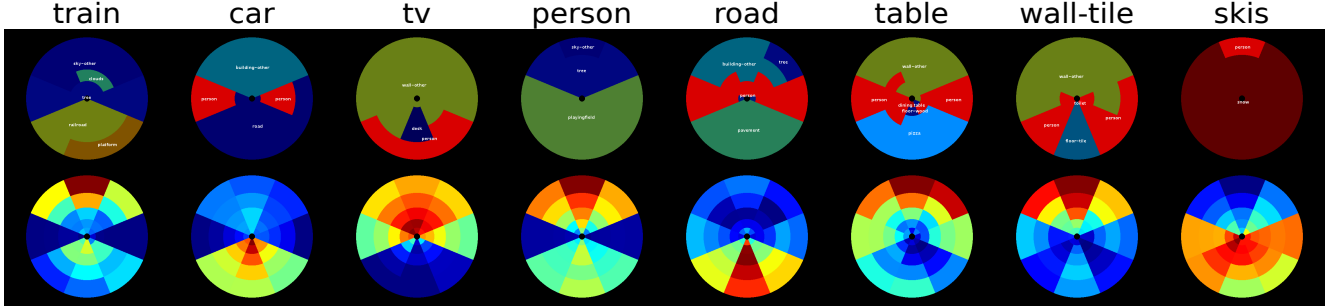 train car tv person road table wall-tile skis
sky-other
clouds
tree
railroad
platform
building-other
person person
road
wall-other
desk
person
sky-other
tree
playingfield
building-other
tree
person
pavement
wall-other
person person
dining table
floor-wood
pizza
wall-other
toilet
person person
floor-tile
person
snow